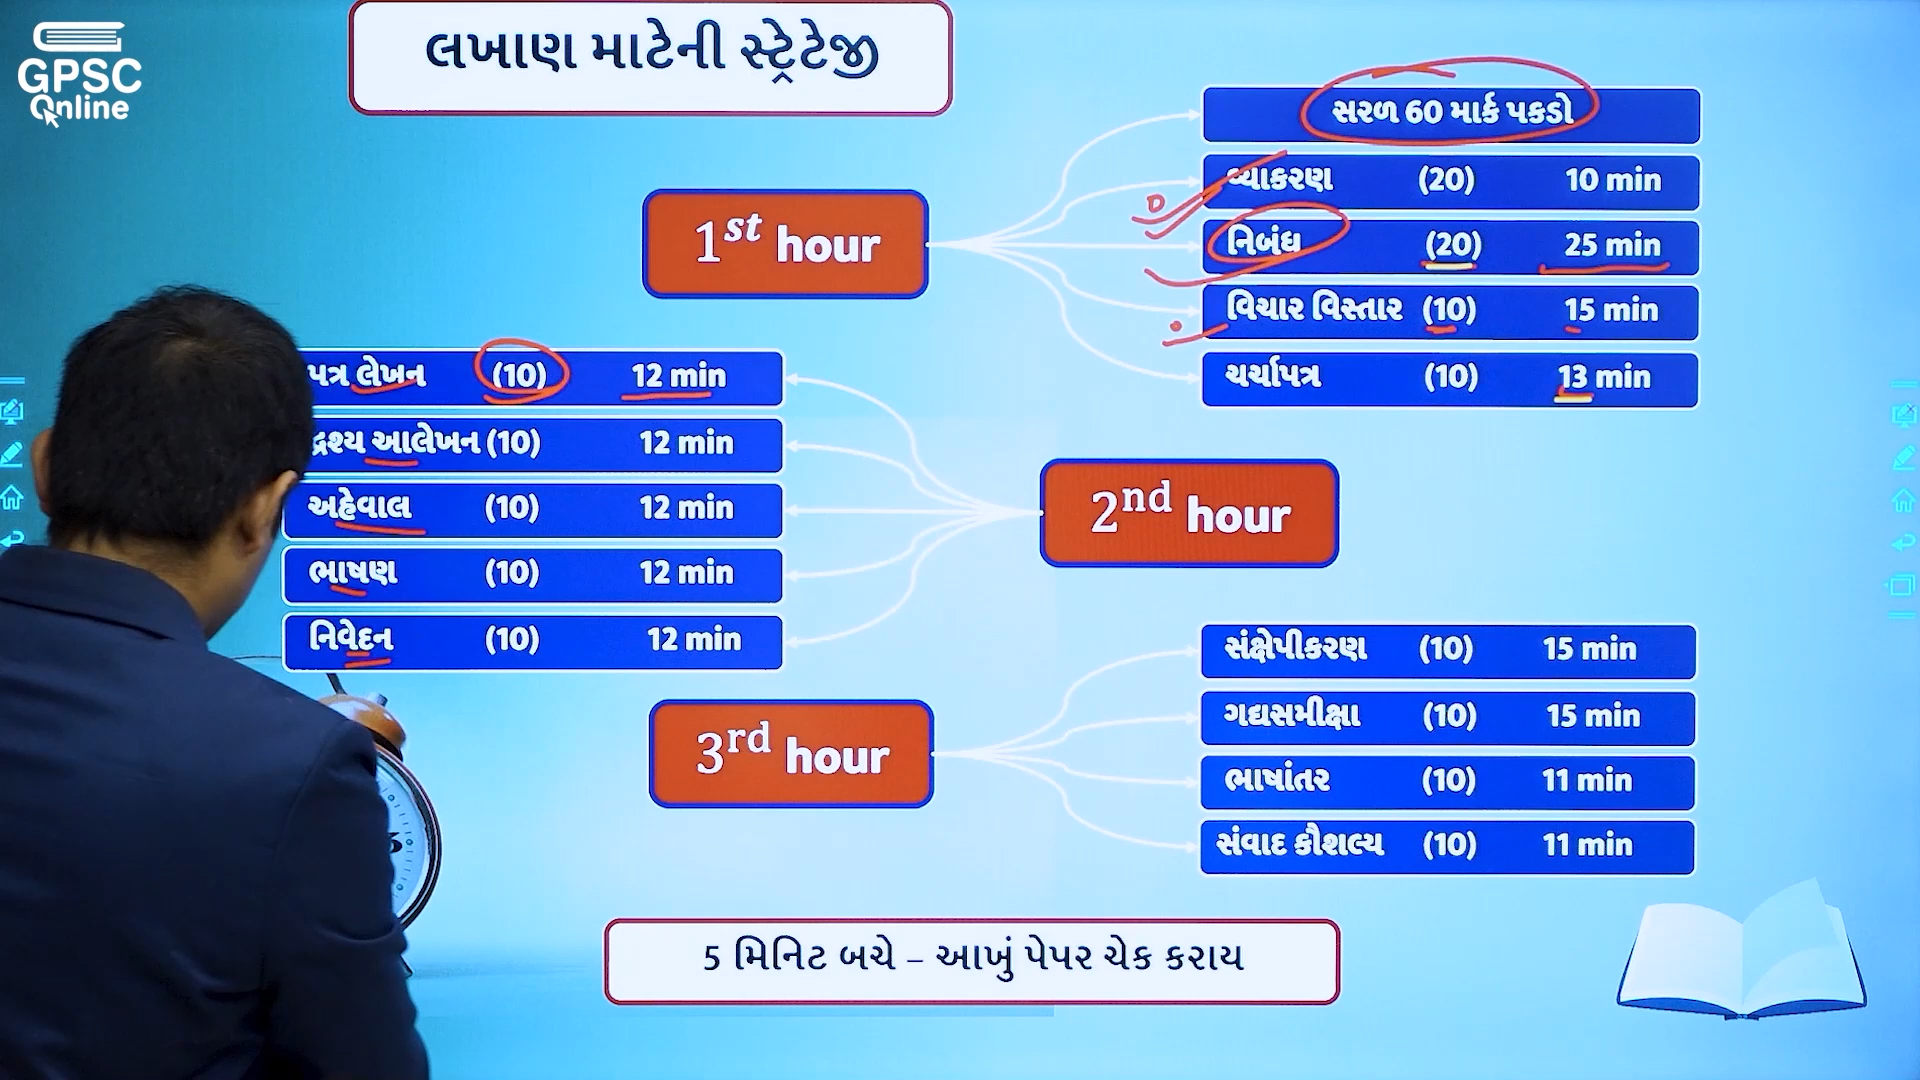 GPSC
Online
લખાણ માટેની સ્ટ્રેટેજી
1st hour
સરળ 60 માર્ક પકડો
વ્યાકરણ (20) 10 min
નિબંધ (20) 25 min
વિચાર વિસ્તાર (10) 15 min
ચર્ચાપત્ર (10) 13 min
2nd hour
પત્ર લેખન (10) 12 min
દ્રશ્ય આલેખન (10) 12 min
અહેવાલ (10) 12 min
ભાષણ (10) 12 min
નિવેદન (10) 12 min
3rd hour
સંક્ષેપીકરણ (10) 15 min
ગદ્યસમીક્ષા (10) 15 min
ભાષાંતર (10) 11 min
સંવાદ કૌશલ્ય (10) 11 min
5 મિનિટ બચે – આખું પેપર ચેક કરાય